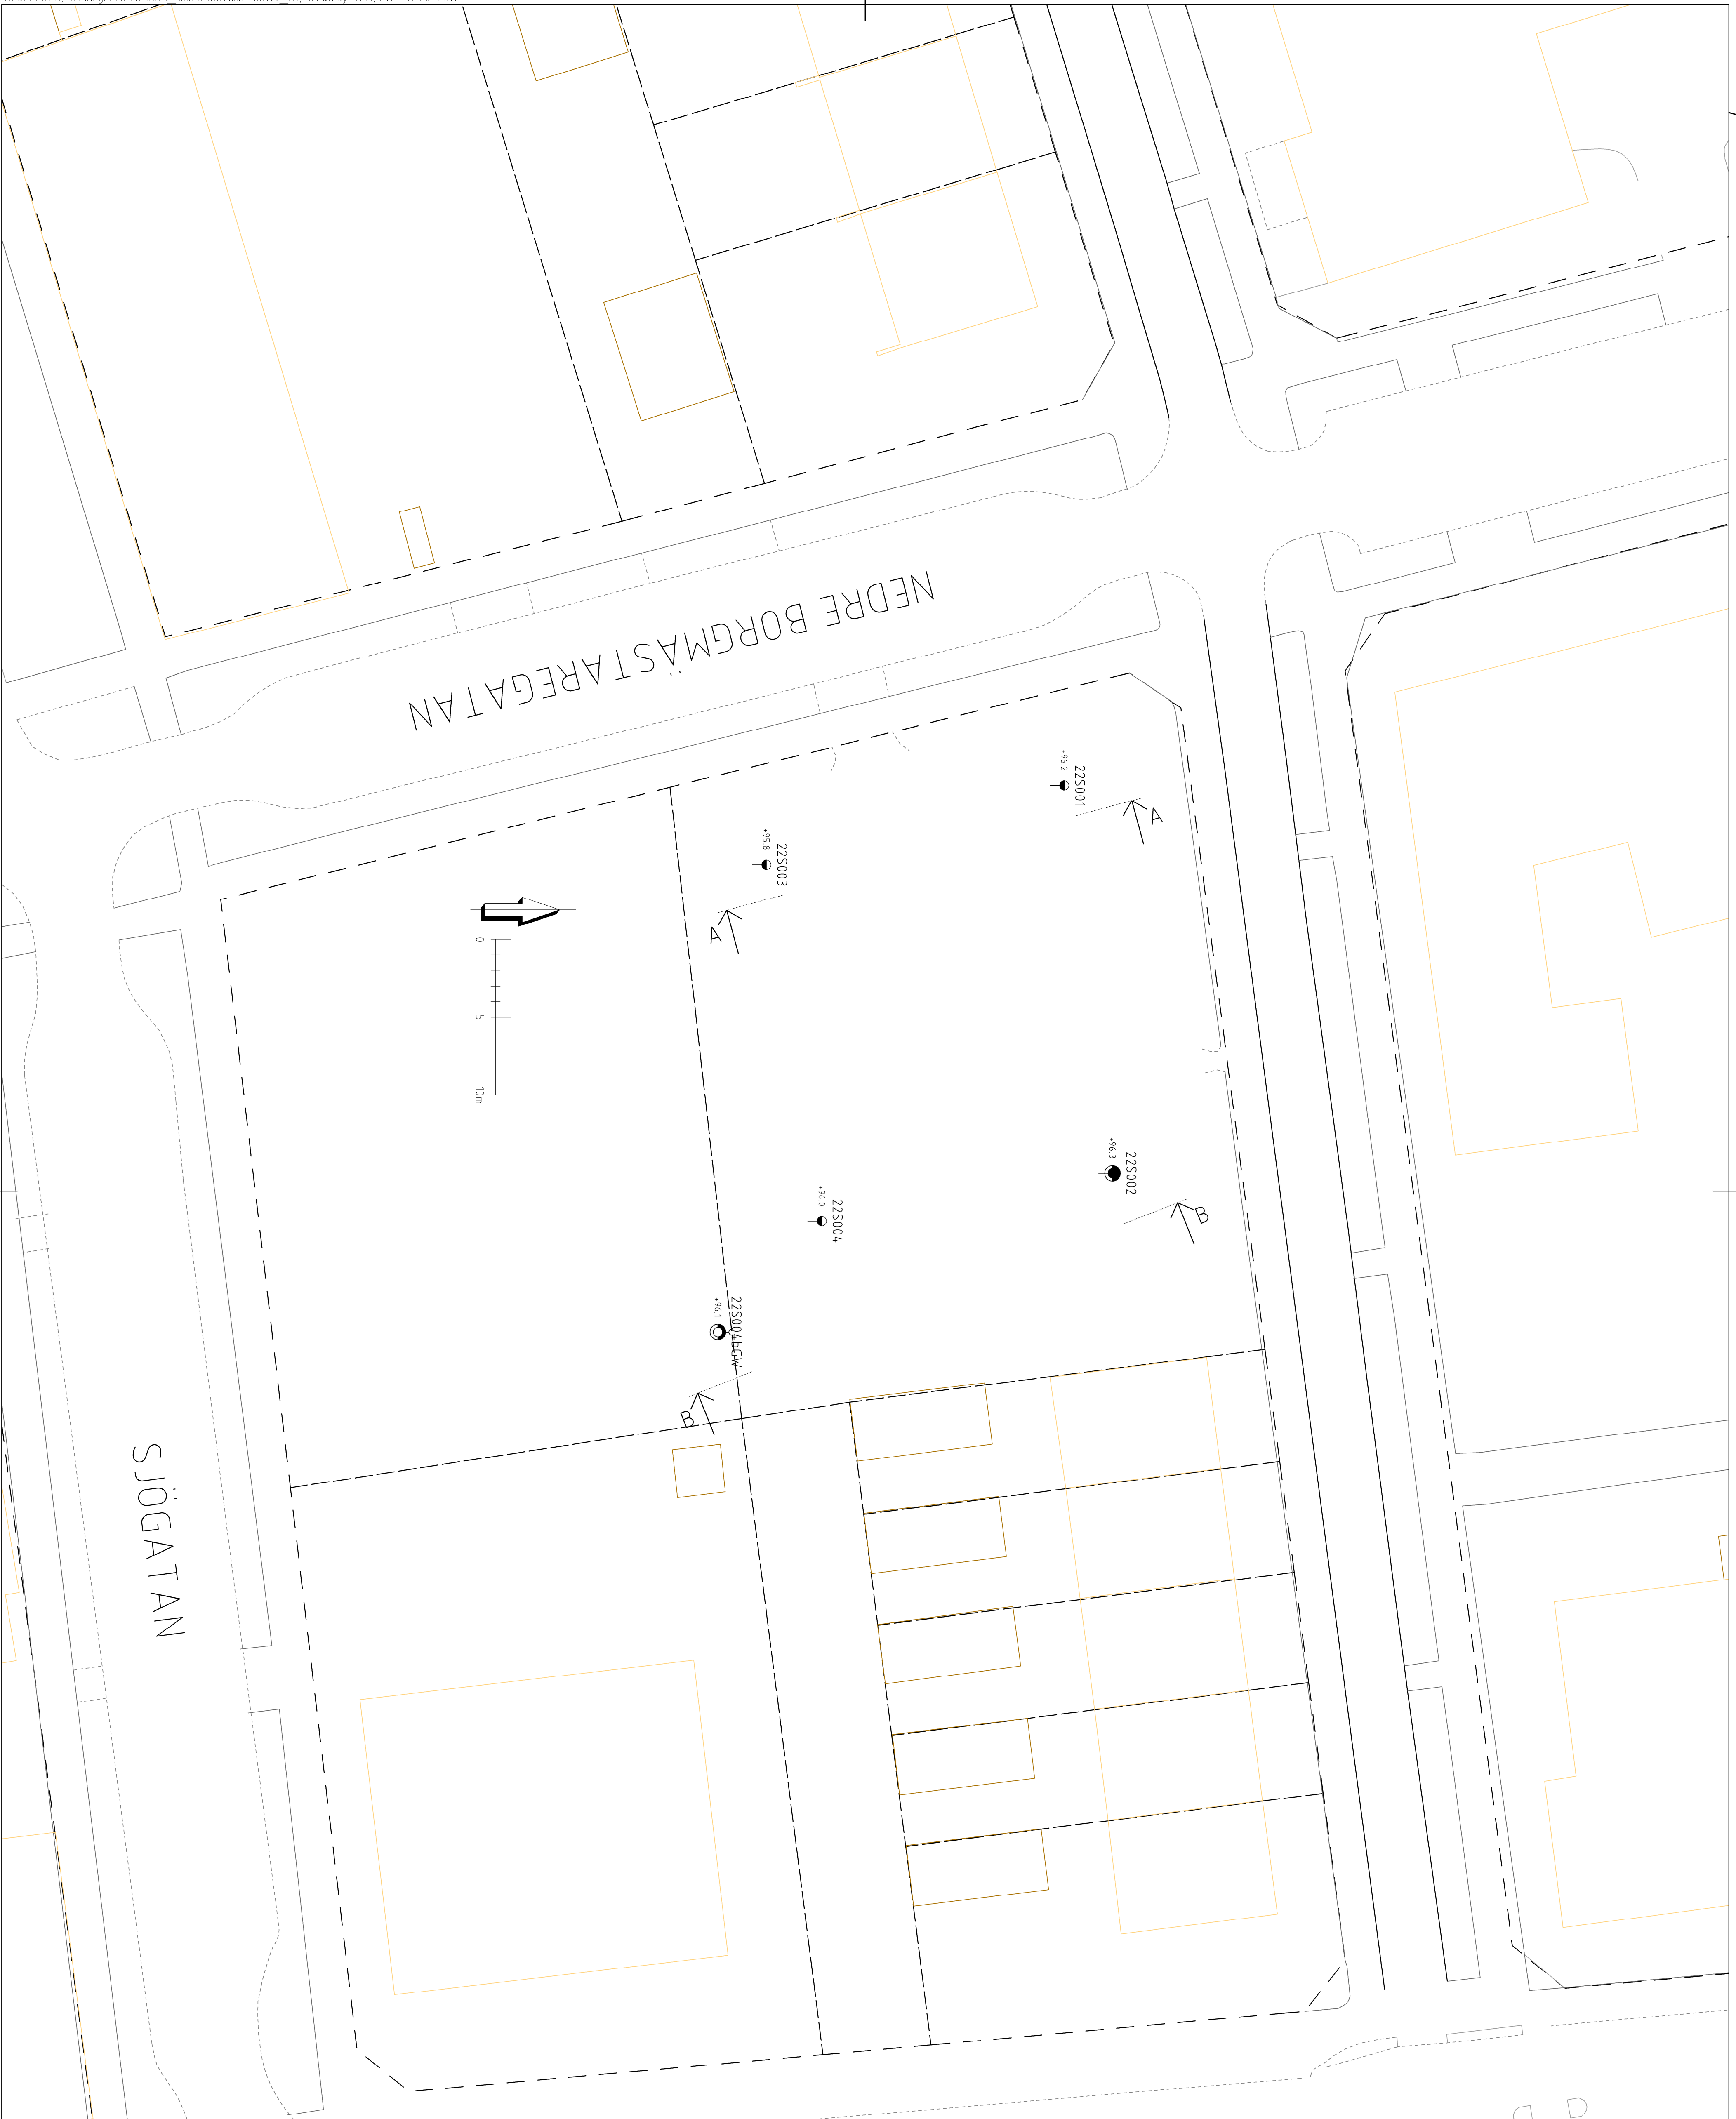 NEDRE BORGMÄSTAREGATAN
22S001
+96.2
A
22S003
+95.8
A
0
5
10m
22S002
+96.3
B
22S004
+96.0
22S004bGW
+96.1
B
SJÖGATAN